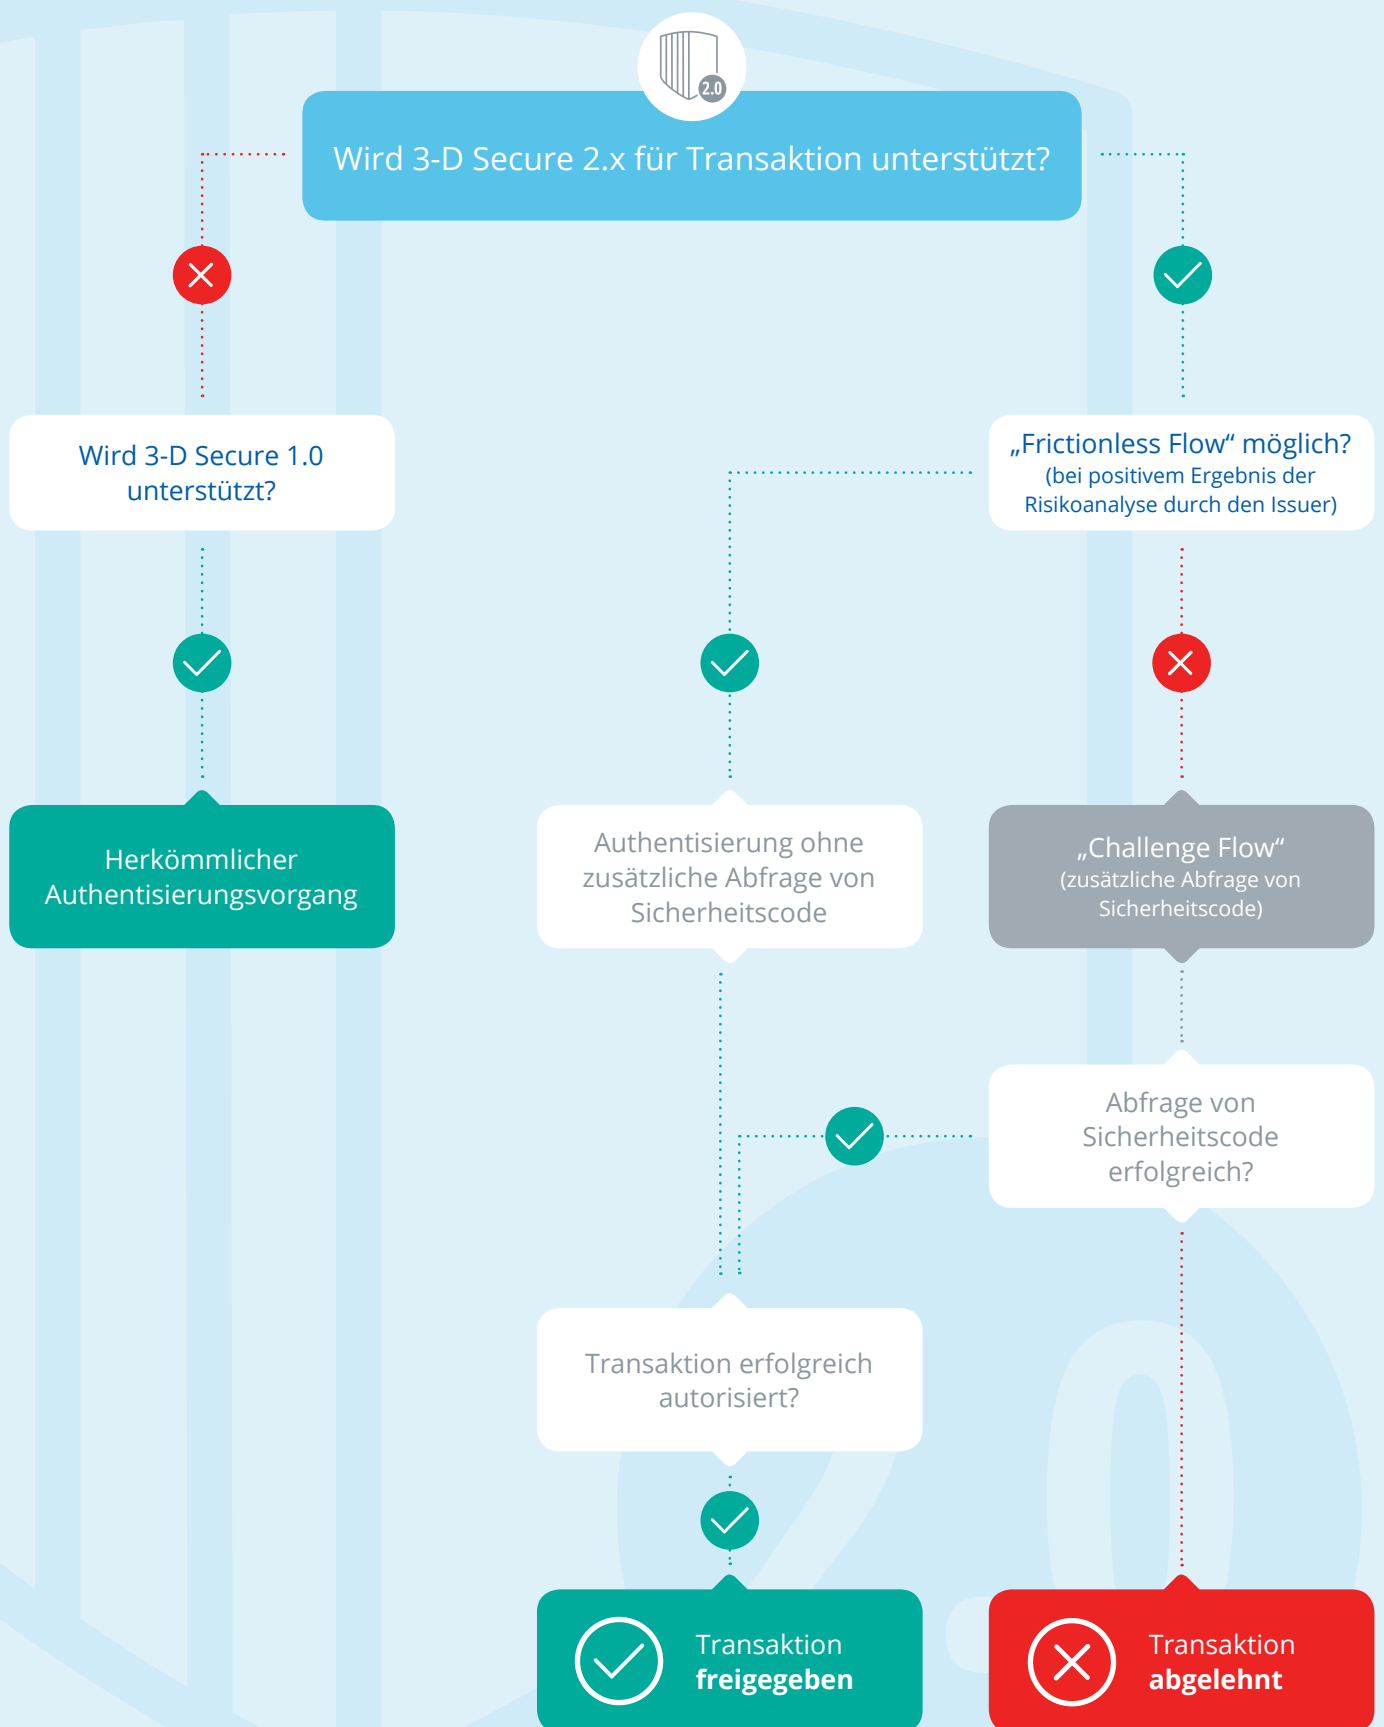 2.0
Wird 3-D Secure 2.x für Transaktion unterstützt?
Wird 3-D Secure 1.0
unterstützt?
„Frictionless Flow“ möglich?
(bei positivem Ergebnis der
Risikoanalyse durch den Issuer)
Herkömmlicher
Authentisierungsvorgang
Authentisierung ohne
zusätzliche Abfrage von
Sicherheitscode
„Challenge Flow“
(zusätzliche Abfrage von
Sicherheitscode)
Abfrage von
Sicherheitscode
erfolgreich?
Transaktion erfolgreich
autorisiert?
2.0
Transaktion
freigegeben
Transaktion
abgelehnt